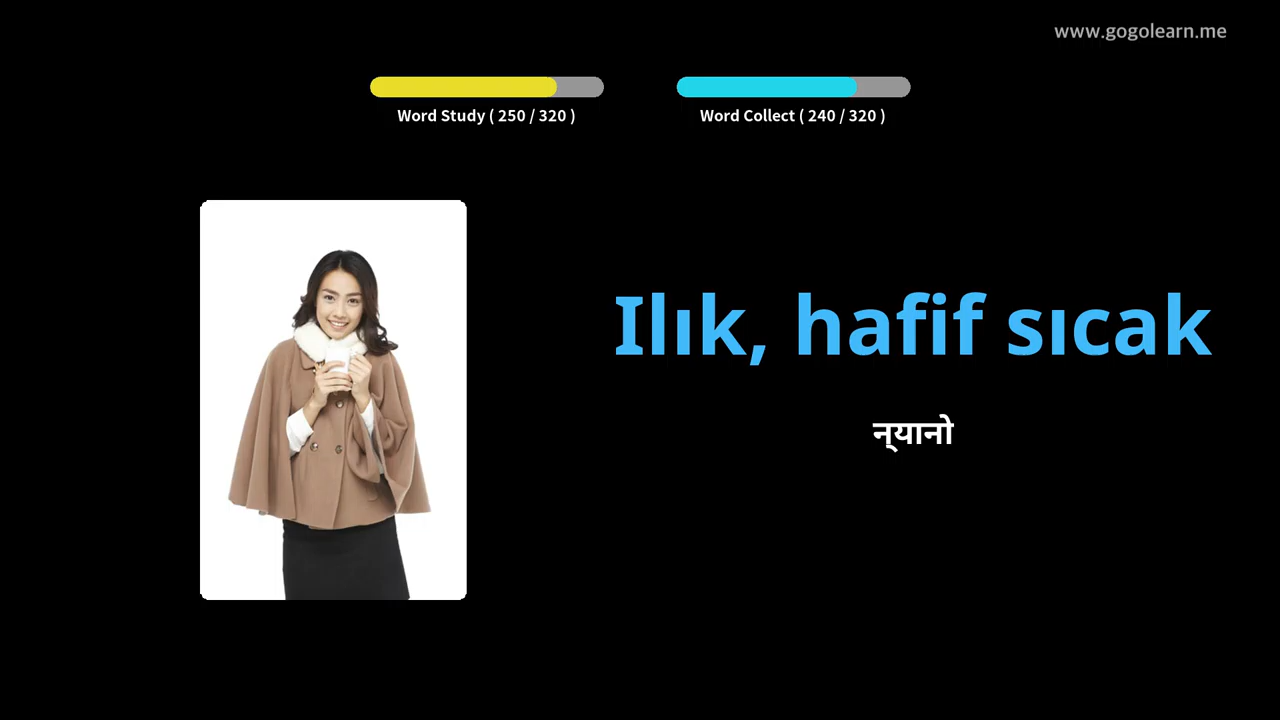 www.gogolearn.me
Word Study ( 250 / 320 )
Word Collect ( 240 / 320 )
Ilık, hafif sıcak
न्‌यानो